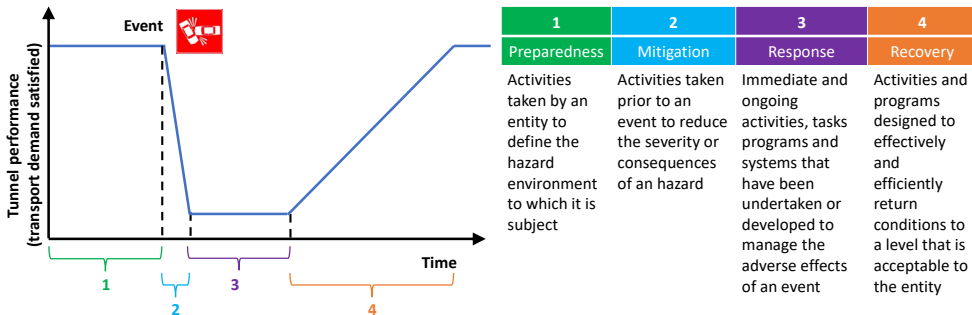 Event
Tunnel performance
(transport demand satisfied)
Time
1
2
3
4
1
2
3
4
Preparedness
Mitigation
Response
Recovery
Activities
taken by an
entity to
define the
hazard
environment
to which it is
subject
Activities taken
prior to an
event to reduce
the severity or
consequences
of an hazard
Immediate and
ongoing
activities, tasks
programs and
systems that
have been
undertaken or
developed to
manage the
adverse effects
of an event
Activities and
programs
designed to
effectively
and
efficiently
return
conditions to
a level that is
acceptable to
the entity